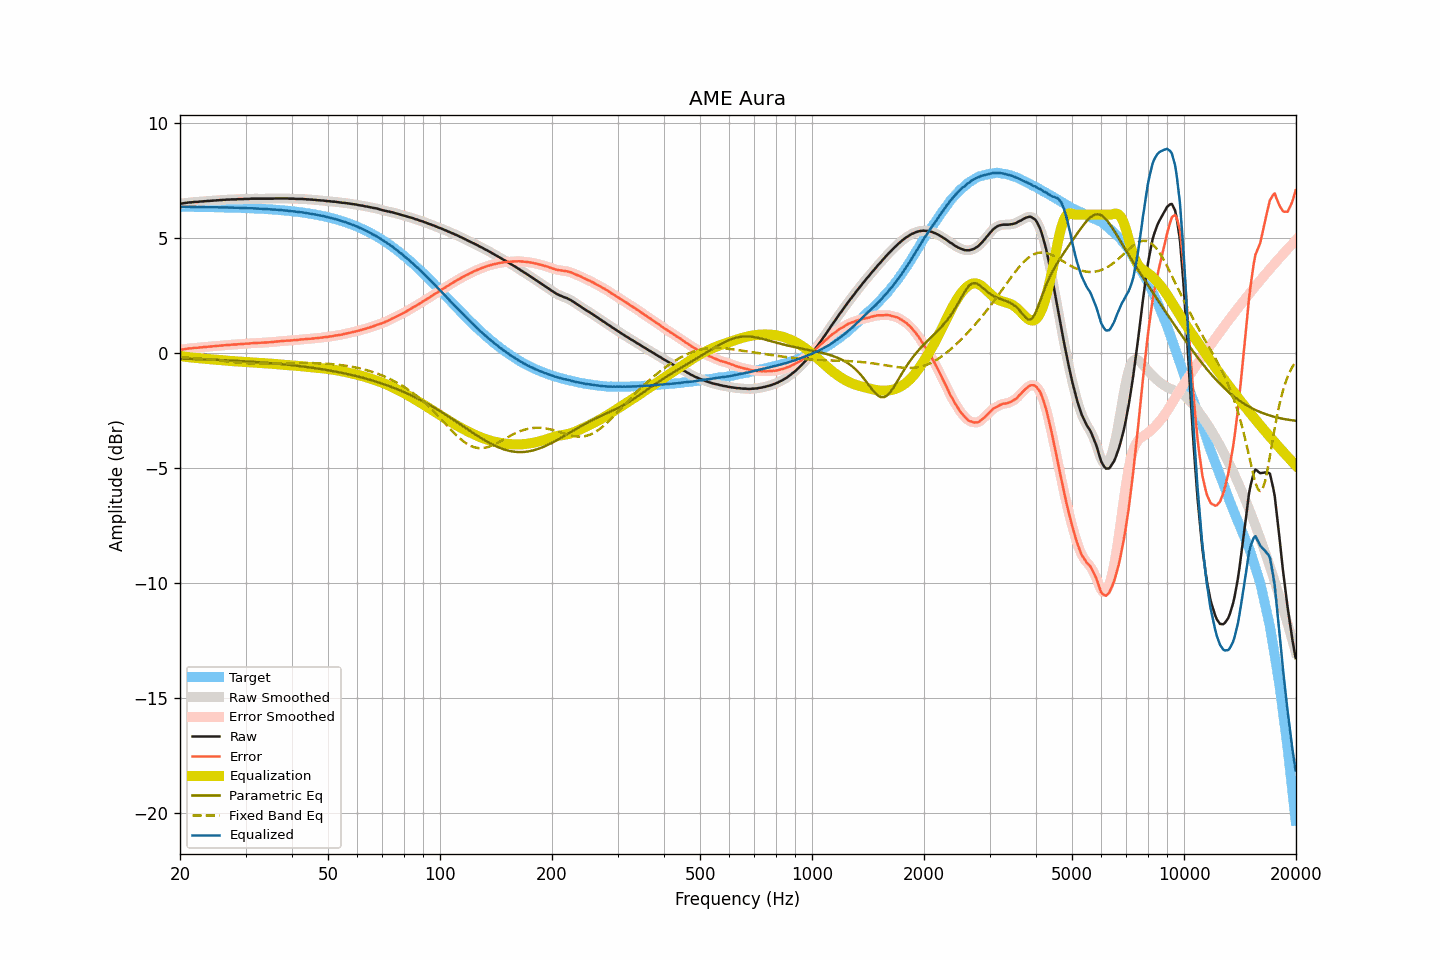 AME Aura
10
5
0
−5
−10
−15
−20
Amplitude (dBr)
Target
Raw Smoothed
Error Smoothed
Raw
Error
Equalization
Parametric Eq
Fixed Band Eq
Equalized
20 50 100 200 500 1000 2000 5000 10000 20000
Frequency (Hz)